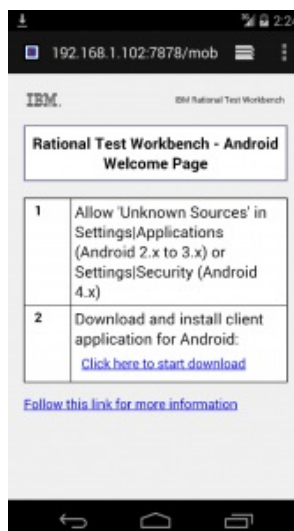 2:24
192.168.1.102:7878/mob
IBM.
IBM Rational Test Workbench
Rational Test Workbench - Android
Welcome Page
1
Allow 'Unknown Sources' in
Settings|Applications
(Android 2.x to 3.x) or
Settings|Security (Android
4.x)
2
Download and install client
application for Android:
Click here to start download
Follow this link for more information